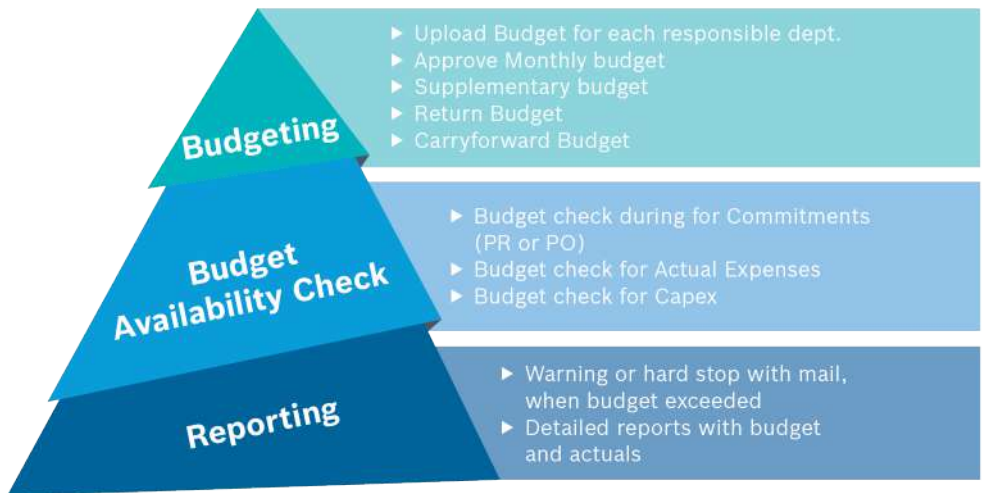 Budgeting
▶ Upload Budget for each responsible dept.
▶ Approve Monthly budget
▶ Supplementary budget
▶ Return Budget
▶ Carryforward Budget
Budget
Availability Check
▶ Budget check during for Commitments
(PR or PO)
▶ Budget check for Actual Expenses
▶ Budget check for Capex
Reporting
▶ Warning or hard stop with mail,
when budget exceeded
▶ Detailed reports with budget
and actuals